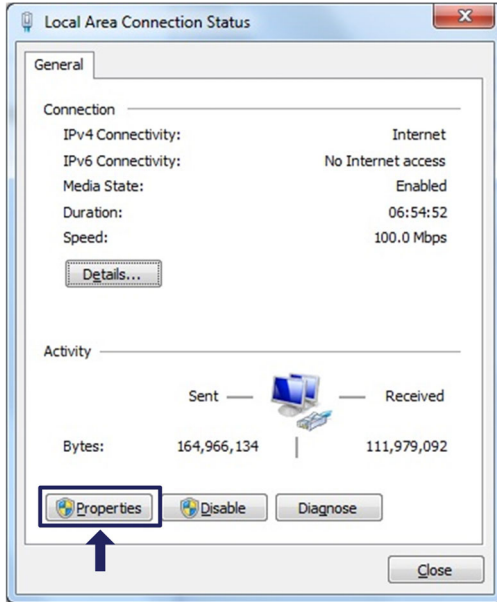 Local Area Connection Status
General
Connection
IPv4 Connectivity: Internet
IPv6 Connectivity: No Internet access
Media State: Enabled
Duration: 06:54:52
Speed: 100.0 Mbps
Details...
Activity
Sent Received
Bytes: 164,966,134 111,979,092
Properties Disable Diagnose
Close